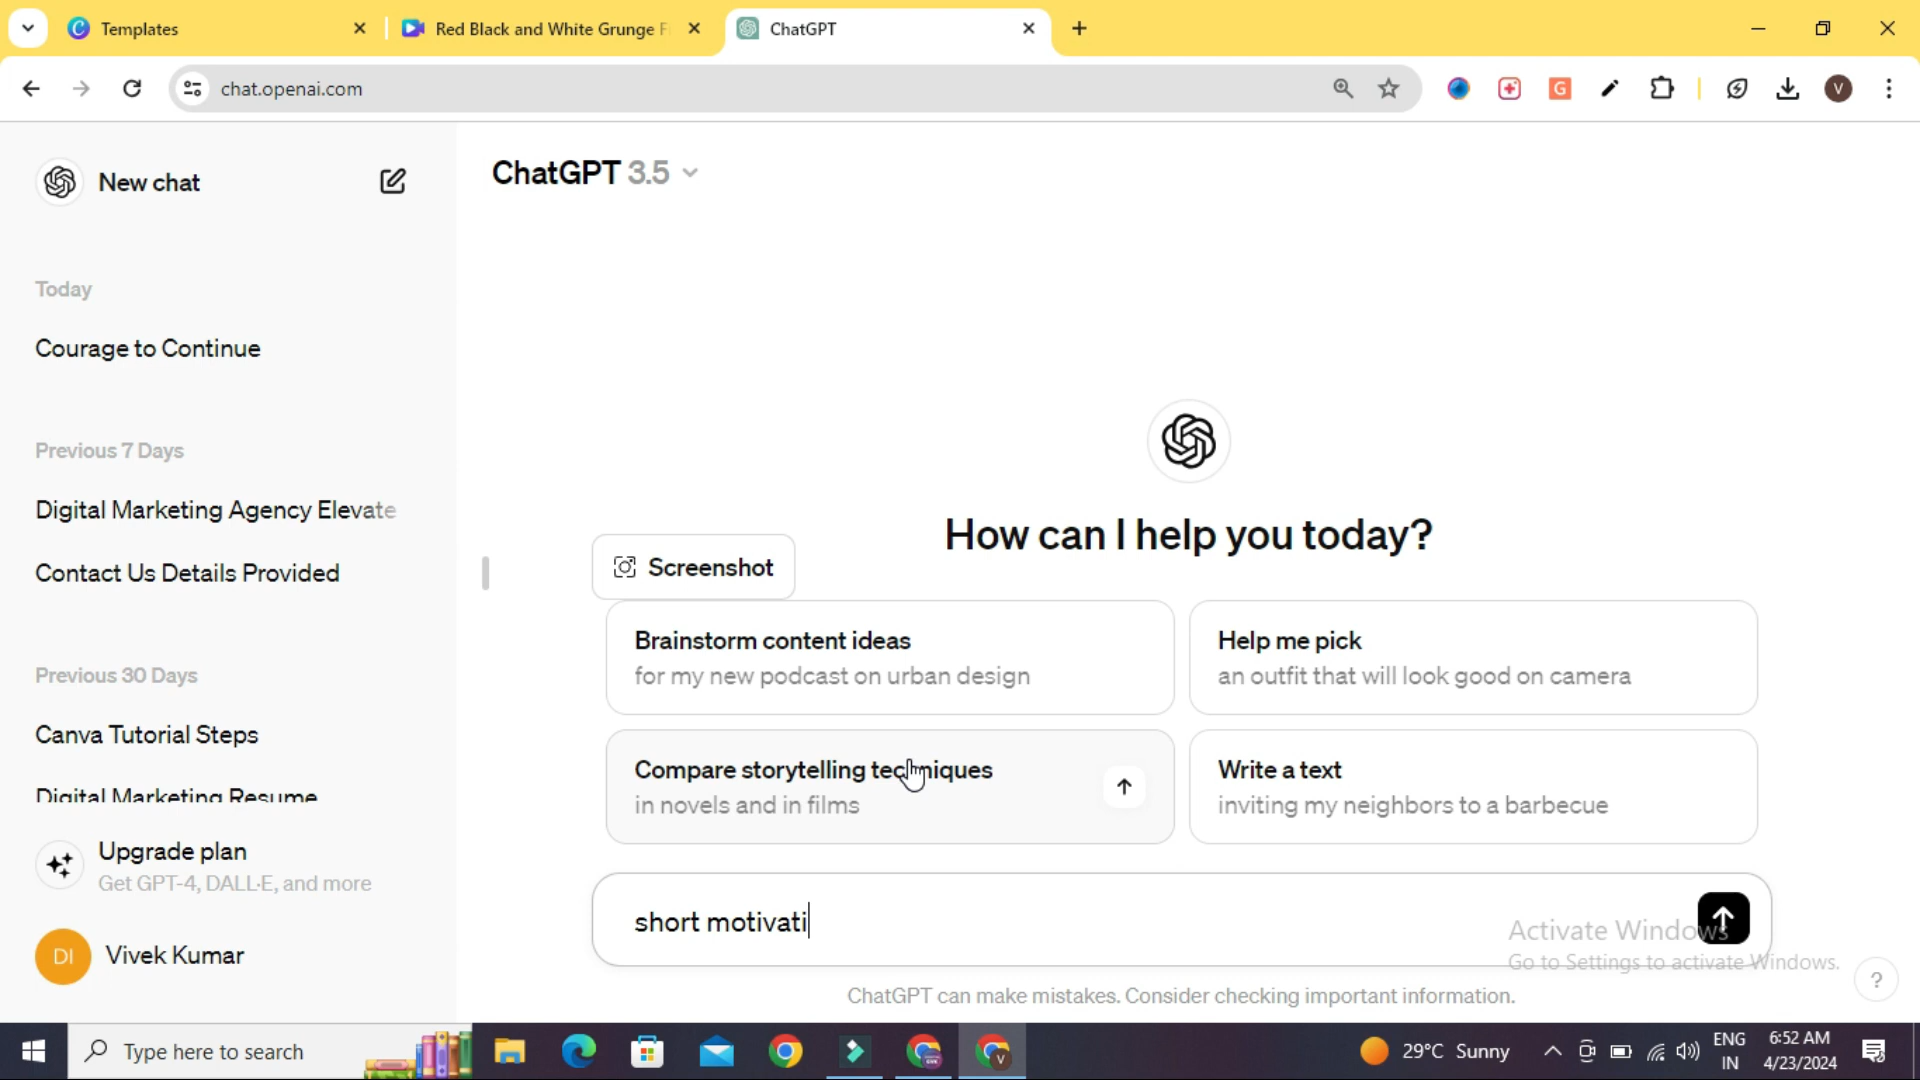 Templates
Red Black and White Grunge F
ChatGPT
chat.openai.com
G
V
New chat
ChatGPT 3.5
Today
Courage to Continue
Previous 7 Days
Digital Marketing Agency Elevate
Contact Us Details Provided
Previous 30 Days
Canva Tutorial Steps
Digital Marketing Resume
Upgrade plan
Get GPT-4, DALL·E, and more
DI
Vivek Kumar
How can I help you today?
Screenshot
Brainstorm content ideas
for my new podcast on urban design
Help me pick
an outfit that will look good on camera
Compare storytelling techniques
in novels and in films
Write a text
inviting my neighbors to a barbecue
short motivati
Activate Windows
Go to Settings to activate Windows.
ChatGPT can make mistakes. Consider checking important information.
?
Type here to search
29°C Sunny
ENG
IN
6:52 AM
4/23/2024